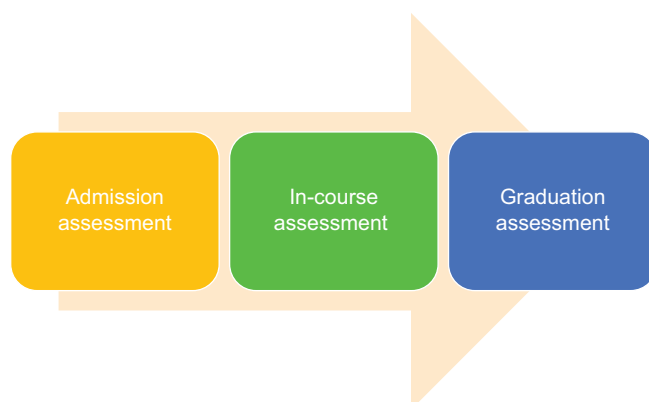 Admission
assessment
In-course
assessment
Graduation
assessment